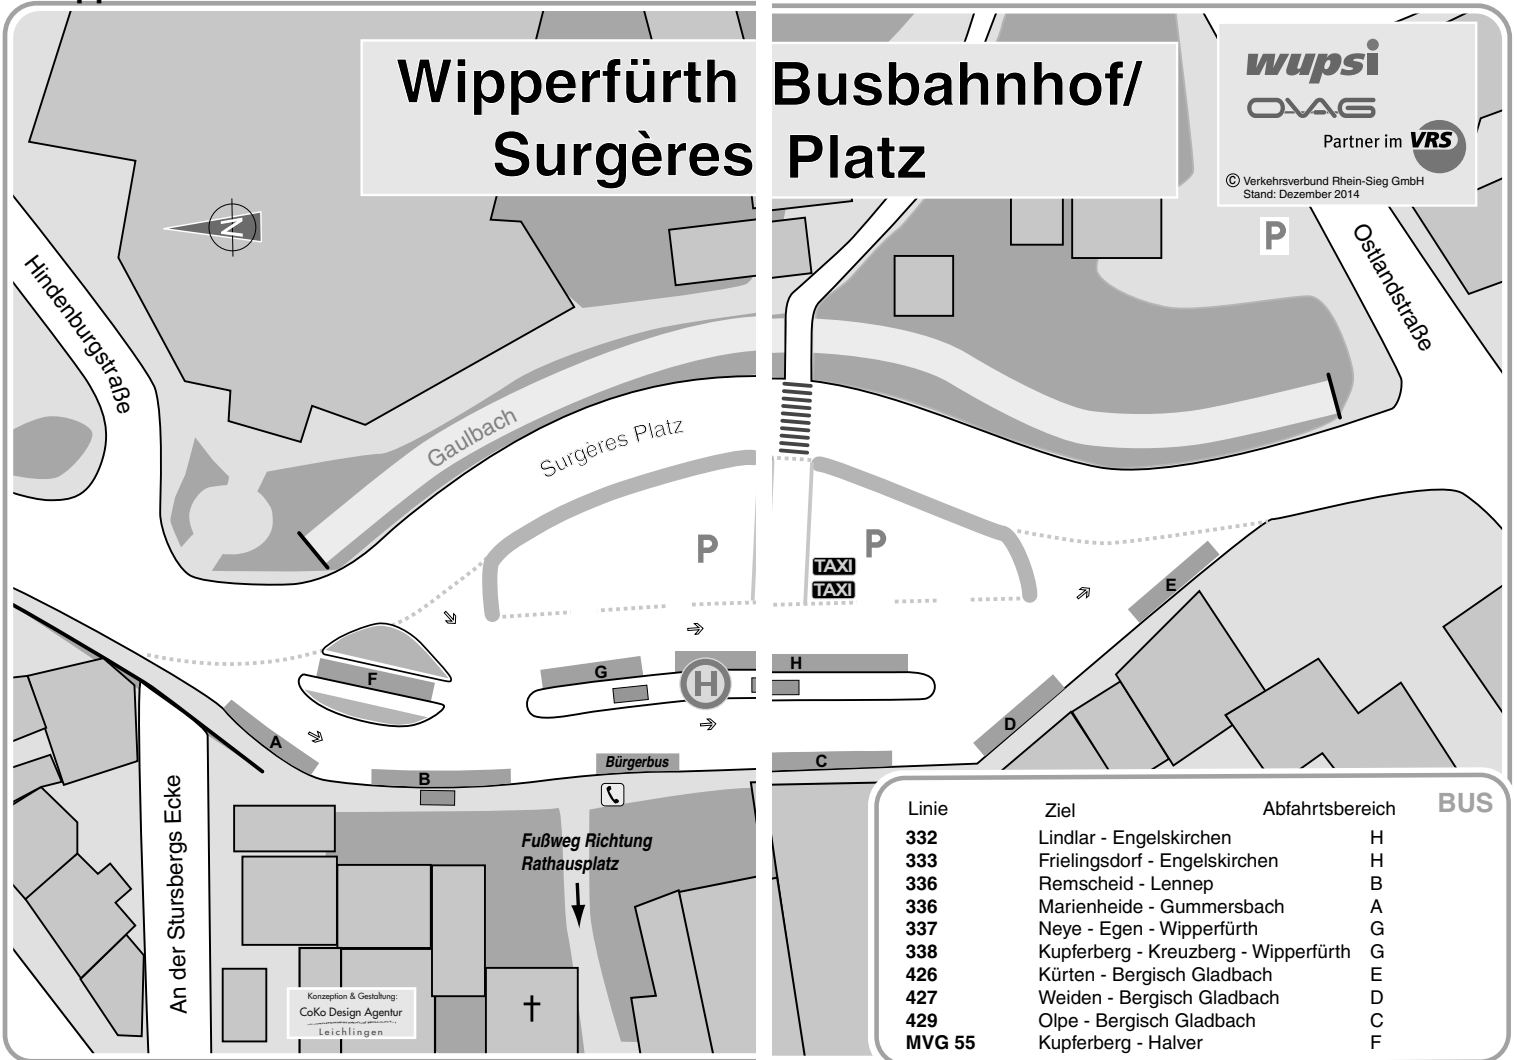 Wipperfürth Busbahnhof/
Surgères Platz
wupsi
OVAG
Partner im VRS
© Verkehrsverbund Rhein-Sieg GmbH
Stand: Dezember 2014
N
P
Hindenburgstraße
Ostlandstraße
Gaulbach
Surgères Platz
P
P
TAXI
TAXI
E
G
H
H
F
D
A
B
Bürgerbus
C
An der Stursbergs Ecke
Fußweg Richtung
Rathausplatz
Konzeption & Gestaltung:
CoKo Design Agentur
Leichlingen
BUS
Linie Ziel Abfahrtsbereich
332 Lindlar - Engelskirchen H
333 Frielingsdorf - Engelskirchen H
336 Remscheid - Lennep B
336 Marienheide - Gummersbach A
337 Neye - Egen - Wipperfürth G
338 Kupferberg - Kreuzberg - Wipperfürth G
426 Kürten - Bergisch Gladbach E
427 Weiden - Bergisch Gladbach D
429 Olpe - Bergisch Gladbach C
MVG 55 Kupferberg - Halver F